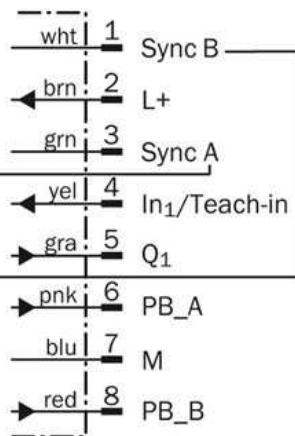 wht 1 Sync B
brn 2 L+
grn 3 Sync A
yel 4 In₁/Teach-in
gra 5 Q₁
pnk 6 PB_A
blu 7 M
red 8 PB_B